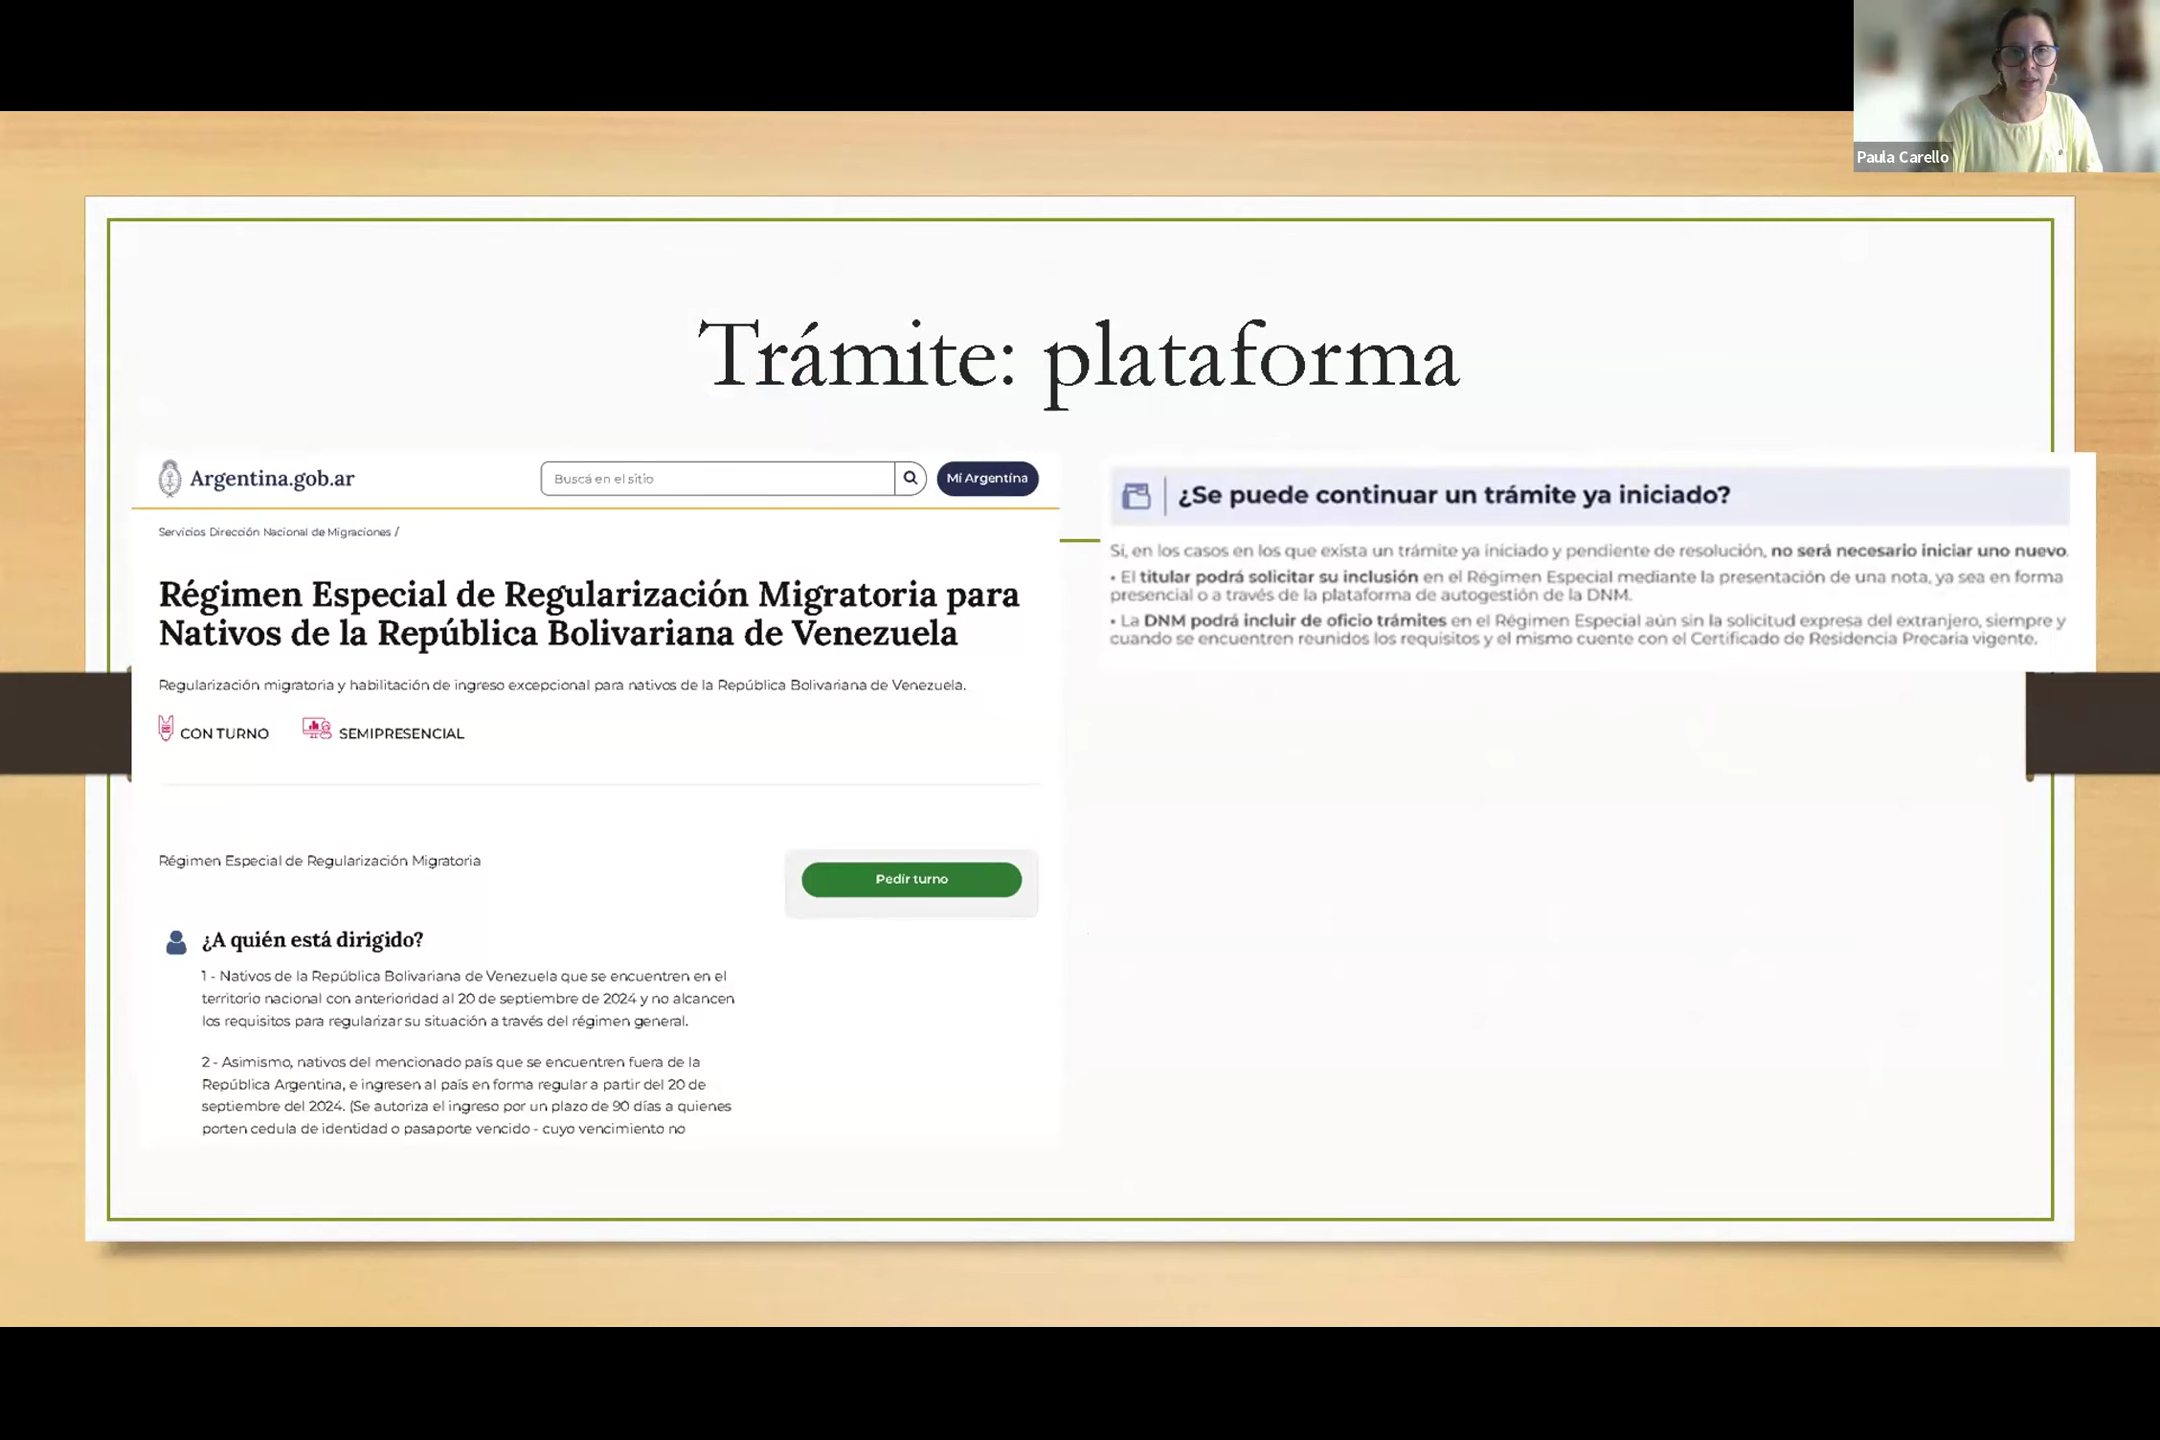 Paula Carello
Trámite: plataforma
Argentina.gob.ar
Buscá en el sitio
Mi Argentina
Servicios Dirección Nacional de Migraciones /
Régimen Especial de Regularización Migratoria para
Nativos de la República Bolivariana de Venezuela
Regularización migratoria y habilitación de ingreso excepcional para nativos de la República Bolivariana de Venezuela.
CON TURNO
SEMIPRESENCIAL
Régimen Especial de Regularización Migratoria
Pedir turno
¿A quién está dirigido?
1 - Nativos de la República Bolivariana de Venezuela que se encuentren en el
territorio nacional con anterioridad al 20 de septiembre de 2024 y no alcancen
los requisitos para regularizar su situación a través del régimen general.
2 - Asimismo, nativos del mencionado país que se encuentren fuera de la
República Argentina, e ingresen al país en forma regular a partir del 20 de
septiembre del 2024. (Se autoriza el ingreso por un plazo de 90 días a quienes
porten cedula de identidad o pasaporte vencido - cuyo vencimiento no
¿Se puede continuar un trámite ya iniciado?
Sí, en los casos en los que exista un trámite ya iniciado y pendiente de resolución, no será necesario iniciar uno nuevo.
• El titular podrá solicitar su inclusión en el Régimen Especial mediante la presentación de una nota, ya sea en forma
presencial o a través de la plataforma de autogestión de la DNM.
• La DNM podrá incluir de oficio trámites en el Régimen Especial aún sin la solicitud expresa del extranjero, siempre y
cuando se encuentren reunidos los requisitos y el mismo cuente con el Certificado de Residencia Precaria vigente.